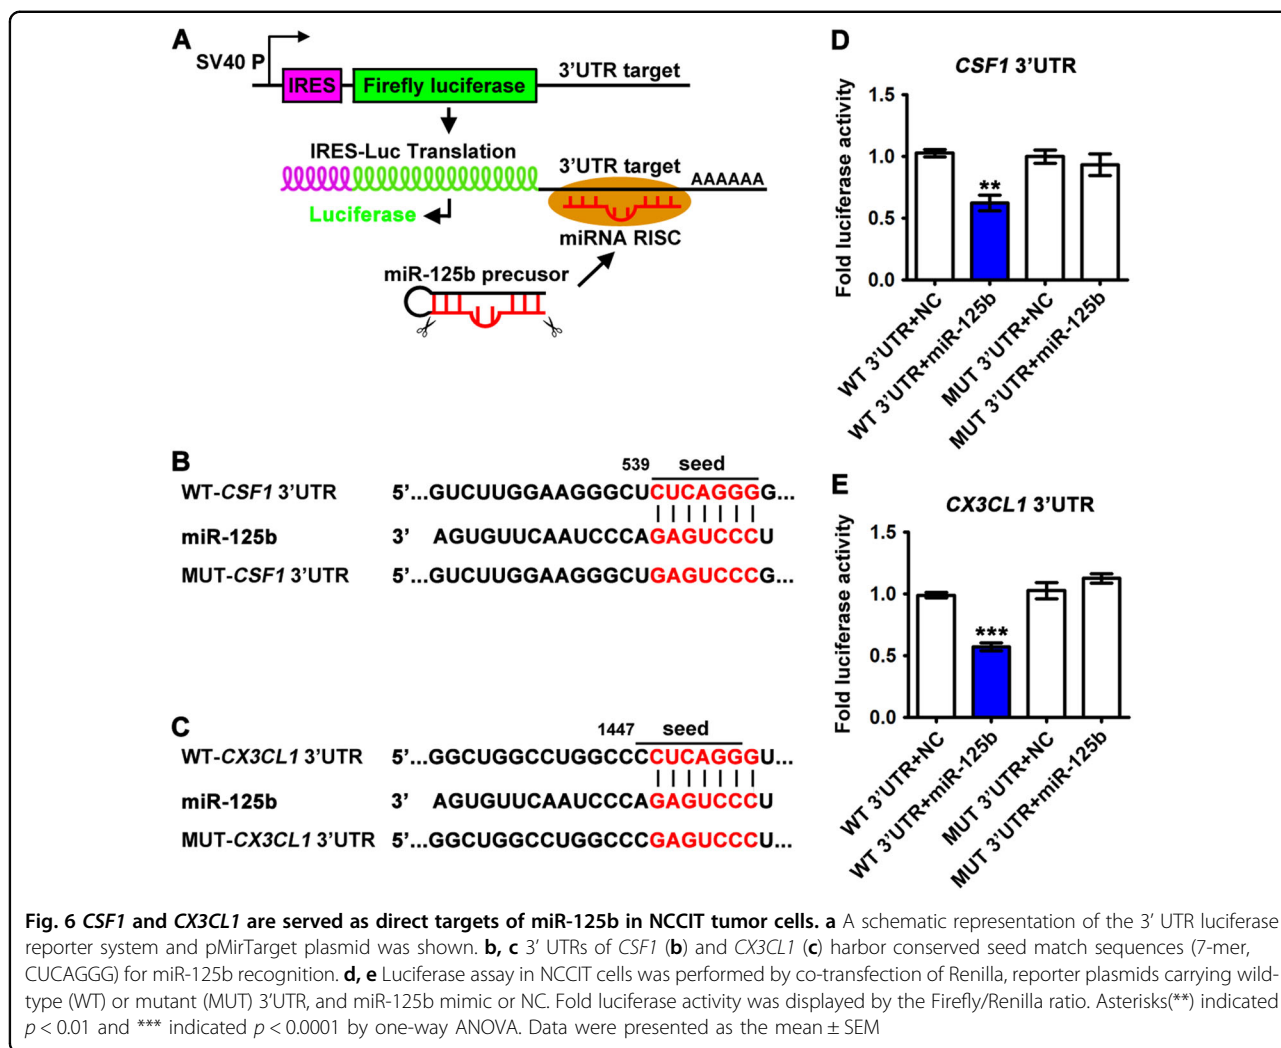 A
SV40 P
IRES
Firefly luciferase
3'UTR target
IRES-Luc Translation
3'UTR target
AAAAAA
Luciferase
miRNA RISC
miR-125b precusor
B
539 seed
WT-CSF1 3'UTR 5'...GUCUUGGAAGGGCUCUCAGGGG...
miR-125b 3' AGUGUUCAAUCCCAGAGUCCCU
MUT-CSF1 3'UTR 5'...GUCUUGGAAGGGCUGAGUCCCG...
C
1447 seed
WT-CX3CL1 3'UTR 5'...GGCUGGCCUGGCCCCUCAGGGU...
miR-125b 3' AGUGUUCAAUCCCAGAGUCCCU
MUT-CX3CL1 3'UTR 5'...GGCUGGCCUGGCCCGAGUCCCU...
D
CSF1 3'UTR
Fold luciferase activity
1.5
1.0
0.5
0.0
**
WT 3'UTR+NC
WT 3'UTR+miR-125b
MUT 3'UTR+NC
MUT 3'UTR+miR-125b
E
CX3CL1 3'UTR
Fold luciferase activity
1.5
1.0
0.5
0.0
***
WT 3'UTR+NC
WT 3'UTR+miR-125b
MUT 3'UTR+NC
MUT 3'UTR+miR-125b
Fig. 6 CSF1 and CX3CL1 are served as direct targets of miR-125b in NCCIT tumor cells. a A schematic representation of the 3′ UTR luciferase
reporter system and pMirTarget plasmid was shown. b, c 3′ UTRs of CSF1 (b) and CX3CL1 (c) harbor conserved seed match sequences (7-mer,
CUCAGGG) for miR-125b recognition. d, e Luciferase assay in NCCIT cells was performed by co-transfection of Renilla, reporter plasmids carrying wild-
type (WT) or mutant (MUT) 3′UTR, and miR-125b mimic or NC. Fold luciferase activity was displayed by the Firefly/Renilla ratio. Asterisks(**) indicated
p < 0.01 and *** indicated p < 0.0001 by one-way ANOVA. Data were presented as the mean ± SEM